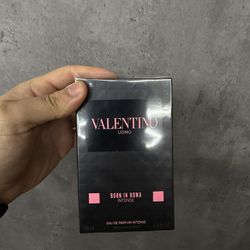 VALENTINO
UOMO
BORN IN ROMA
INTENSE
EAU DE PARFUM INTENSE